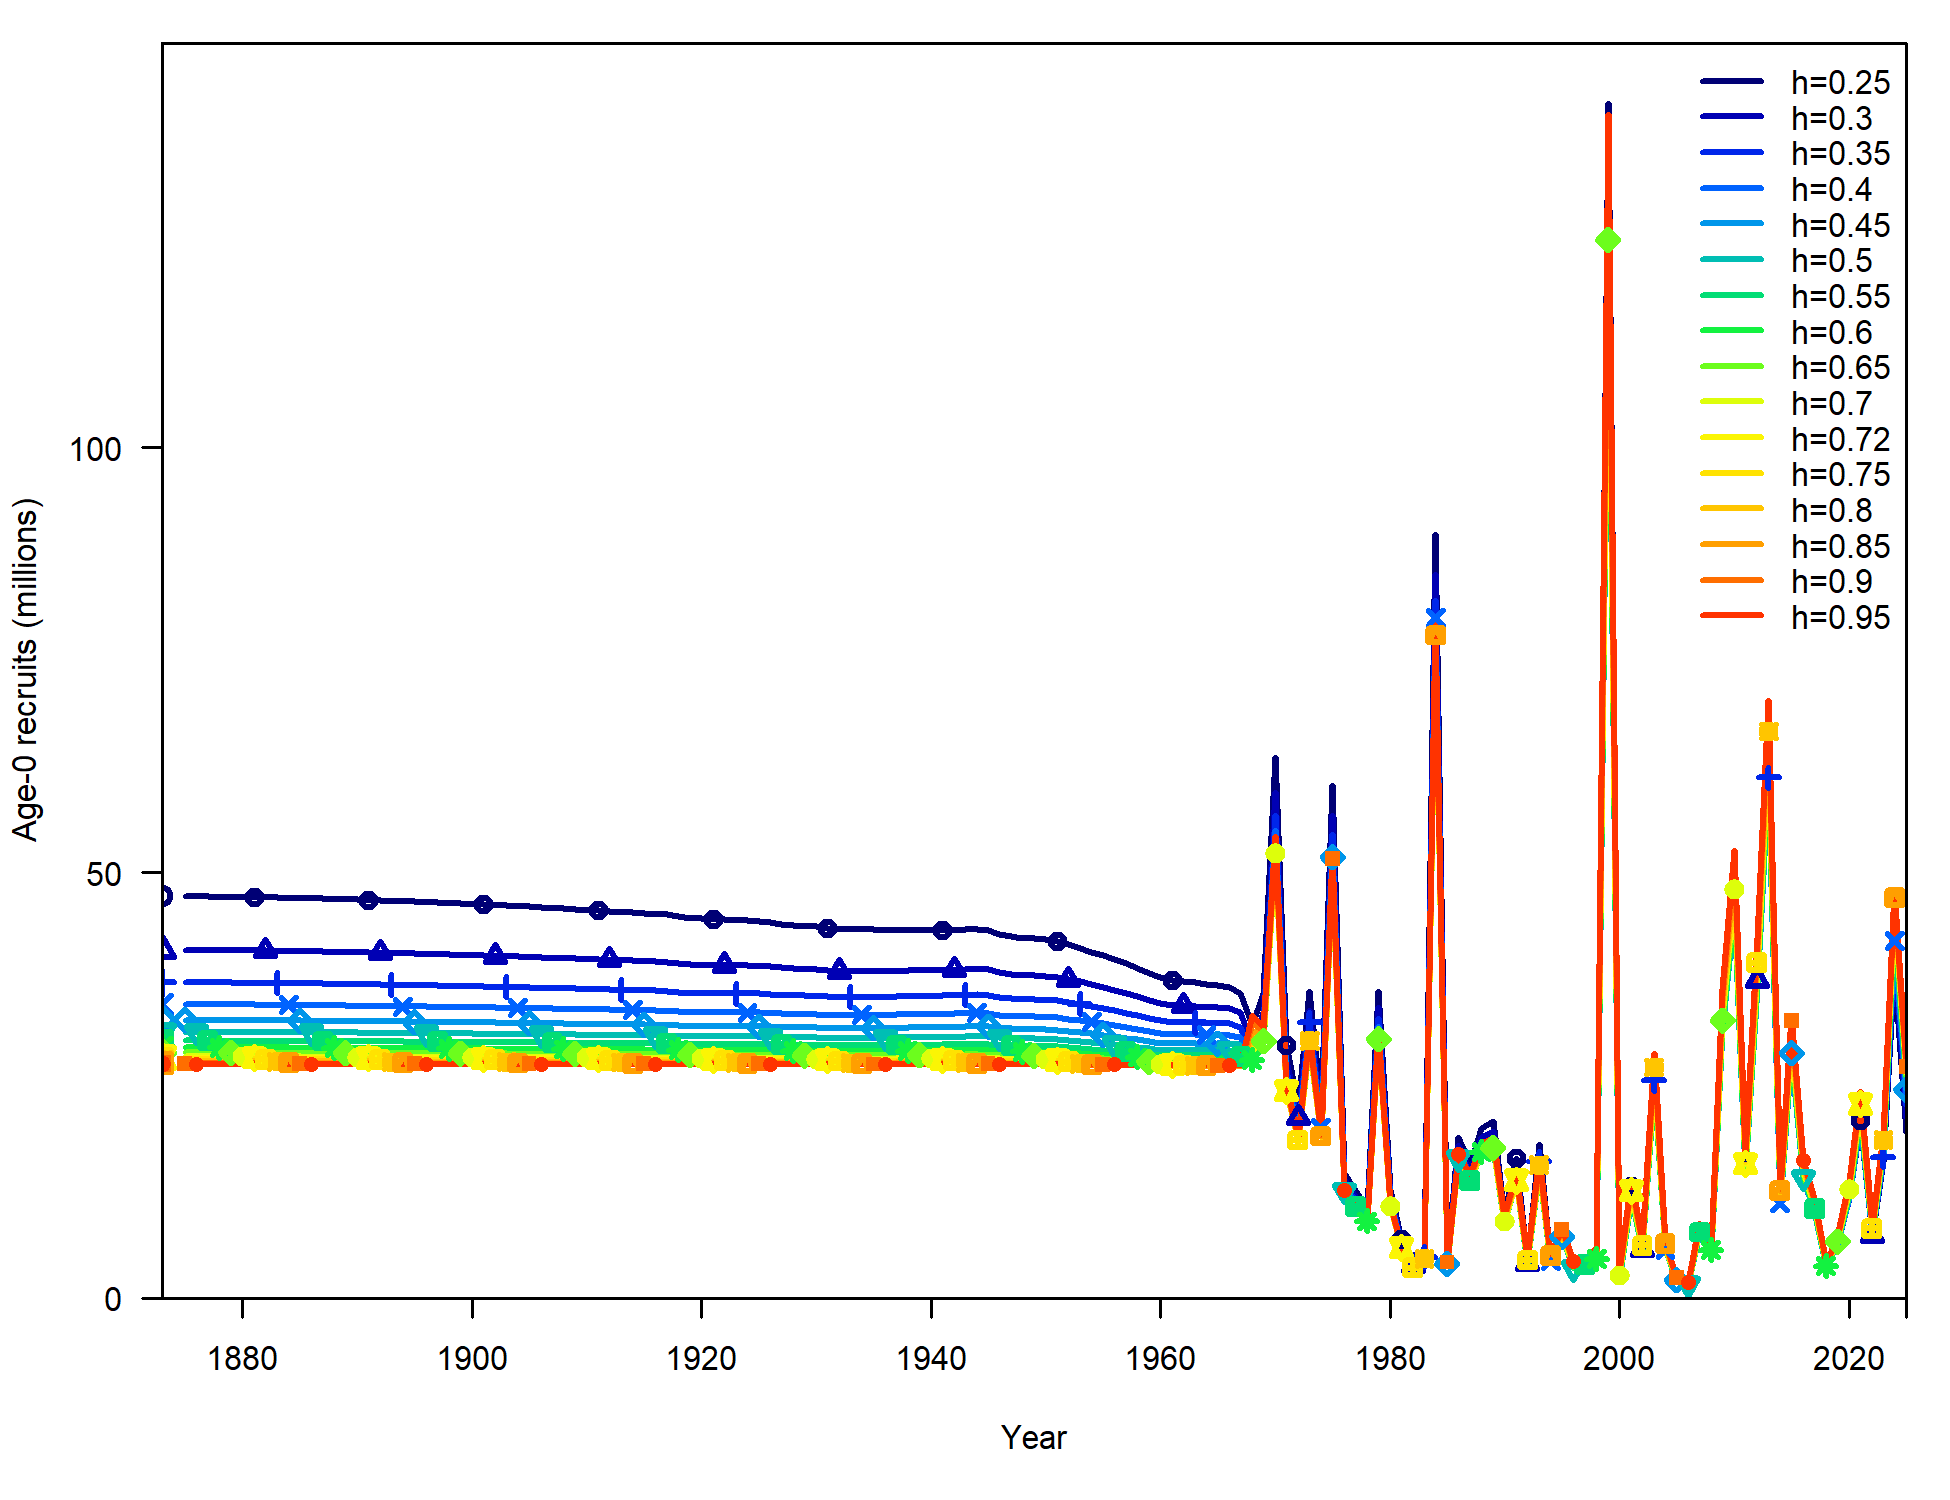 h=0.25
h=0.3
h=0.35
h=0.4
h=0.45
h=0.5
h=0.55
h=0.6
h=0.65
h=0.7
h=0.72
h=0.75
h=0.8
h=0.85
h=0.9
h=0.95
Age-0 recruits (millions)
100
50
0
1880 1900 1920 1940 1960 1980 2000 2020
Year